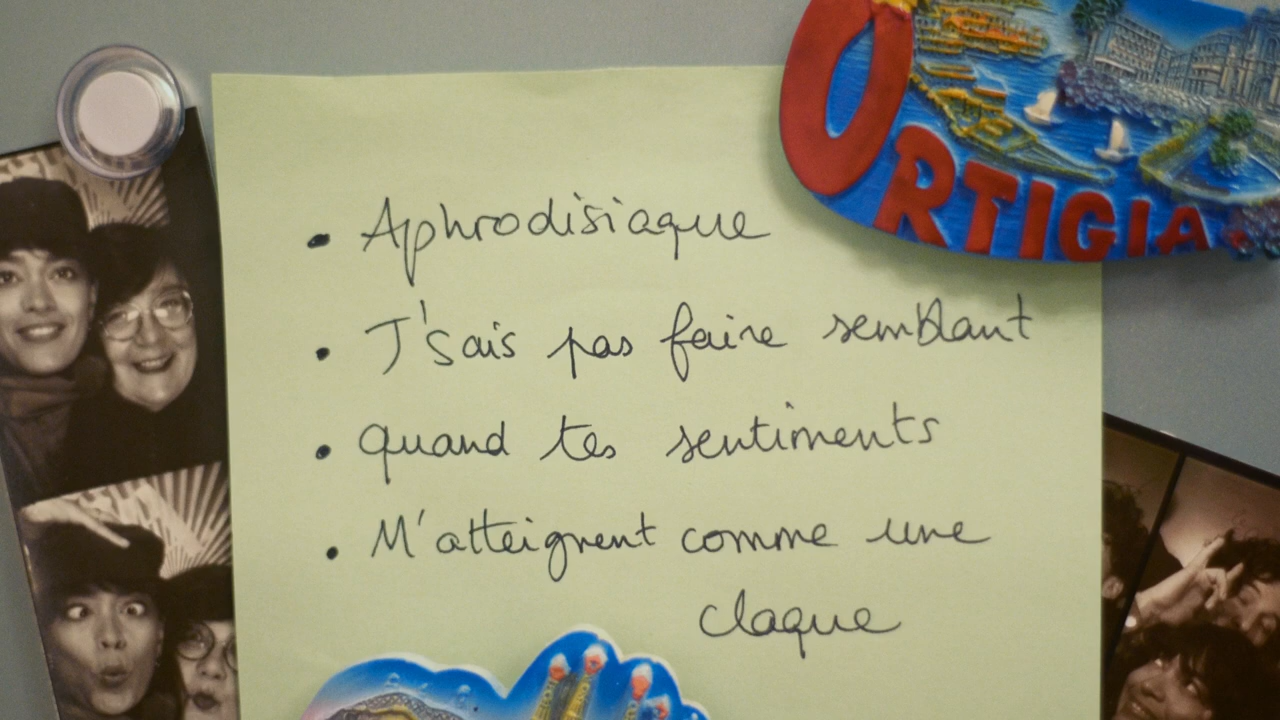 ORTIGIA
• Aphrodisiaque
• J'sais pas faire semblant
• quand tes sentiments
• M'atteignent comme une
claque